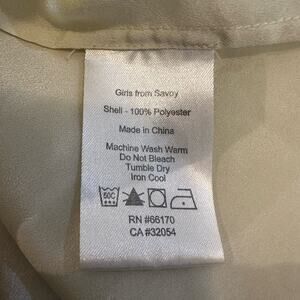 Girls from Savoy
Shell - 100% Polyester
Made in China
Machine Wash Warm
Do Not Bleach
Tumble Dry
Iron Cool
50C
RN #66170
CA #32054